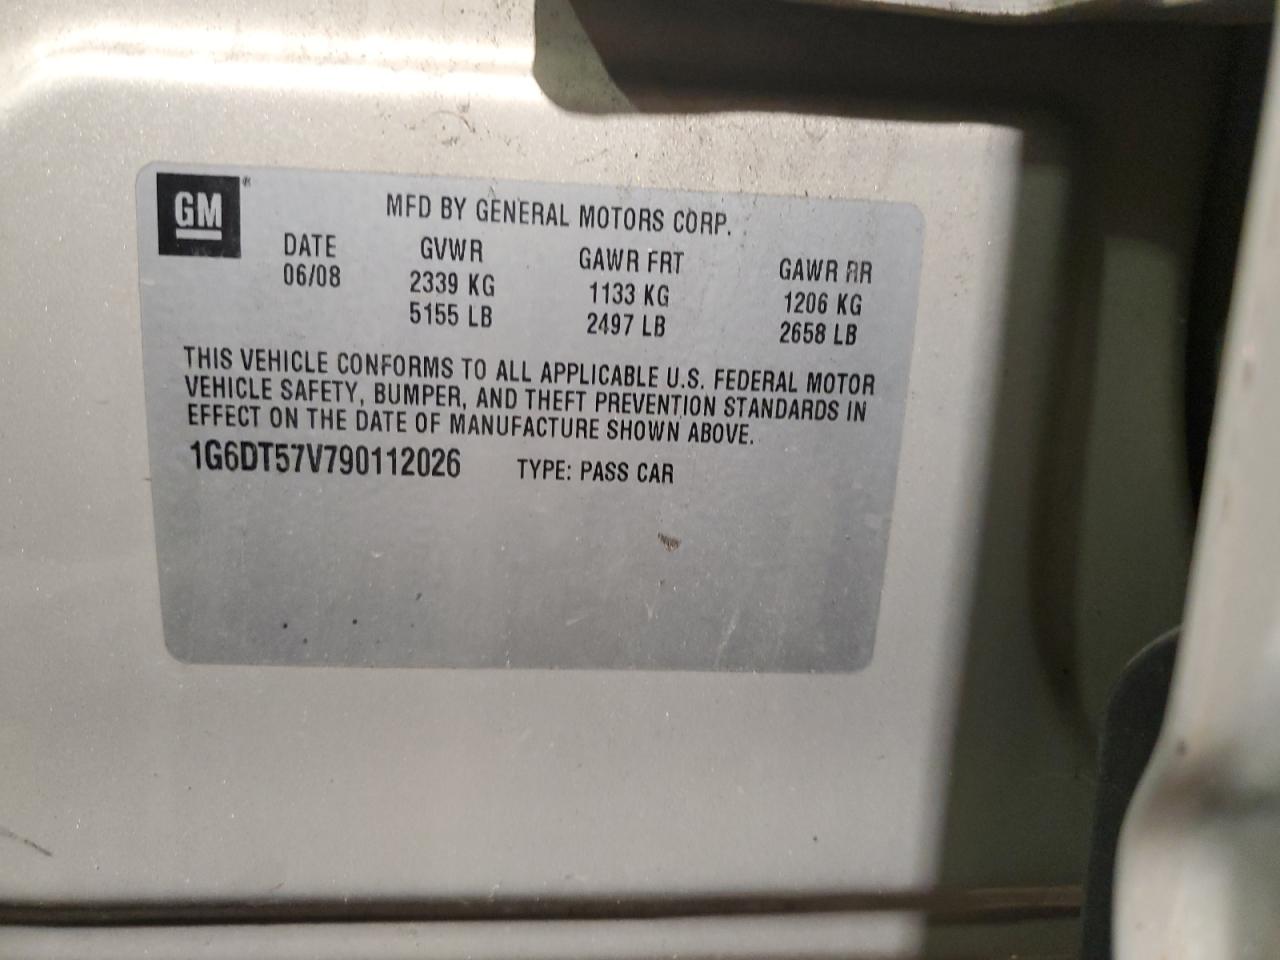 GM®
MFD BY GENERAL MOTORS CORP.
DATE GVWR GAWR FRT GAWR RR
06/08 2339 KG 1133 KG 1206 KG
5155 LB 2497 LB 2658 LB
THIS VEHICLE CONFORMS TO ALL APPLICABLE U.S. FEDERAL MOTOR
VEHICLE SAFETY, BUMPER, AND THEFT PREVENTION STANDARDS IN
EFFECT ON THE DATE OF MANUFACTURE SHOWN ABOVE.
1G6DT57V790112026 TYPE: PASS CAR